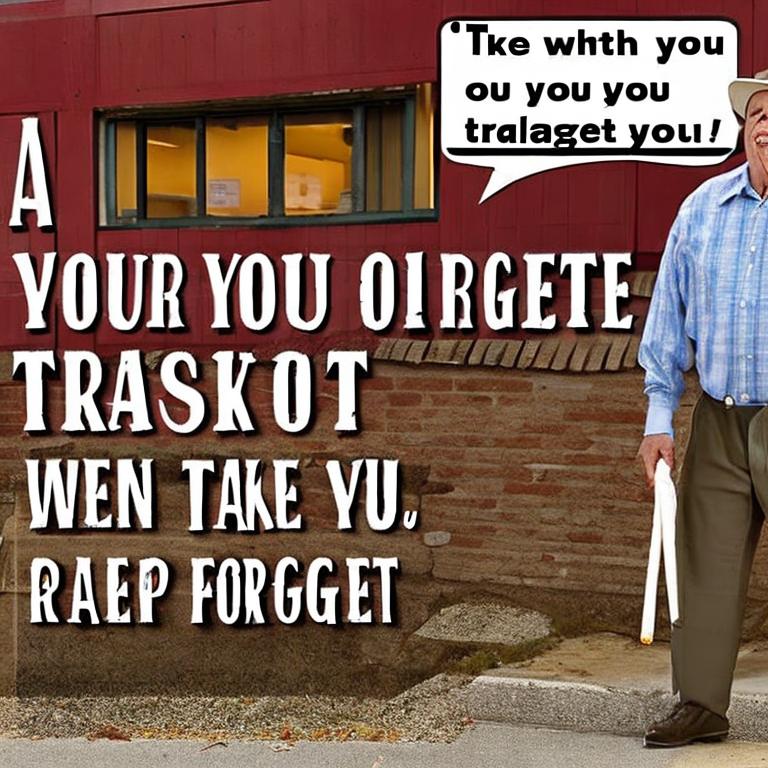 'Tke whth you
ou you you
tralaget you!
A
YOUR YOU OIRGETE
TRASKOT
WEN TAKE YU.
RAEP FORGGET